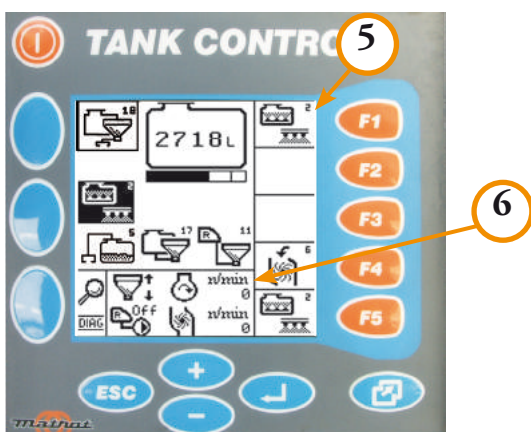 TANK CONTRO
5
18
2718L
2
F1
F2
2
5
17
R
11
6
F3
6
n/min
0
F4
DIAG
R
Off
n/min
0
2
F5
ESC
+
-
matrot